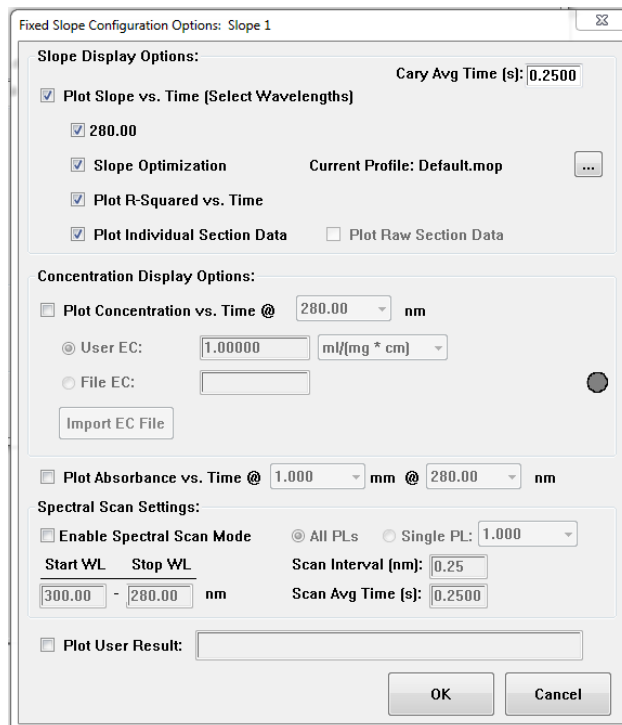 Fixed Slope Configuration Options: Slope 1
Slope Display Options:
Cary Avg Time (s): 0.2500
Plot Slope vs. Time (Select Wavelengths)
280.00
Slope Optimization Current Profile: Default.mop ...
Plot R-Squared vs. Time
Plot Individual Section Data Plot Raw Section Data
Concentration Display Options:
Plot Concentration vs. Time @ 280.00 nm
User EC: 1.00000 ml/(mg * cm)
File EC:
Import EC File
Plot Absorbance vs. Time @ 1.000 mm @ 280.00 nm
Spectral Scan Settings:
Enable Spectral Scan Mode All PLs Single PL: 1.000
Start WL Stop WL Scan Interval (nm): 0.25
300.00 - 280.00 nm Scan Avg Time (s): 0.2500
Plot User Result:
OK Cancel